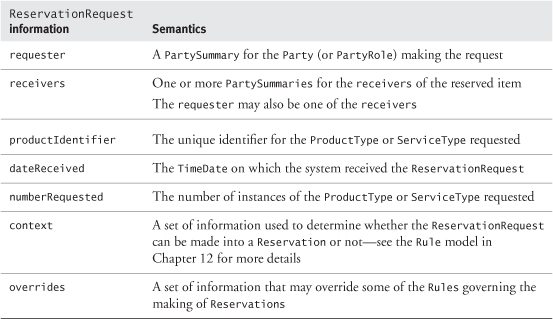 ReservationRequest
information Semantics
requester A PartySummary for the Party (or PartyRole) making the request
receivers One or more PartySummaries for the receivers of the reserved item
The requester may also be one of the receivers
productIdentifier The unique identifier for the ProductType or ServiceType requested
dateReceived The TimeDate on which the system received the ReservationRequest
numberRequested The number of instances of the ProductType or ServiceType requested
context A set of information used to determine whether the ReservationRequest
can be made into a Reservation or not—see the Rule model in
Chapter 12 for more details
overrides A set of information that may override some of the Rules governing the
making of Reservations